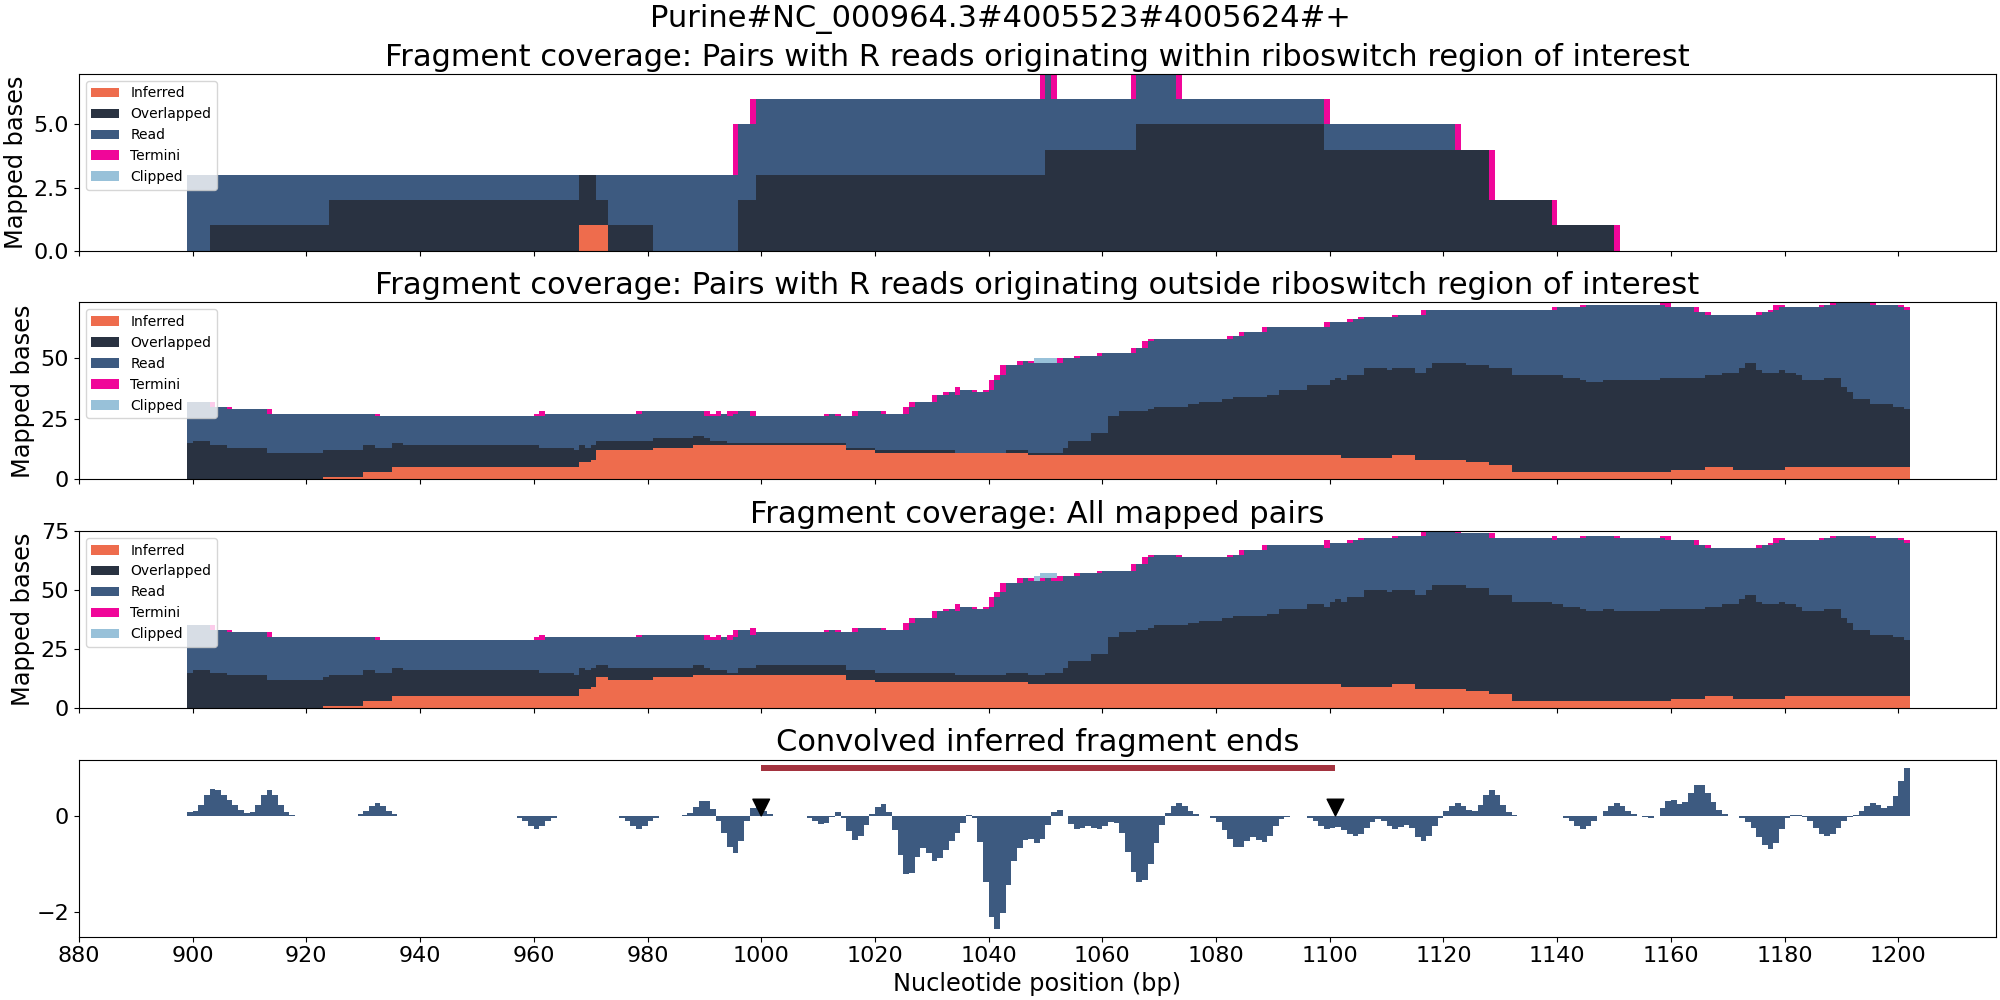 Purine#NC_000964.3#4005523#4005624#+
Fragment coverage: Pairs with R reads originating within riboswitch region of interest
Mapped bases
5.0
2.5
0.0
Inferred
Overlapped
Read
Termini
Clipped
Fragment coverage: Pairs with R reads originating outside riboswitch region of interest
Mapped bases
50
25
0
Inferred
Overlapped
Read
Termini
Clipped
Fragment coverage: All mapped pairs
Mapped bases
75
50
25
0
Inferred
Overlapped
Read
Termini
Clipped
Convolved inferred fragment ends
0
−2
880 900 920 940 960 980 1000 1020 1040 1060 1080 1100 1120 1140 1160 1180 1200
Nucleotide position (bp)